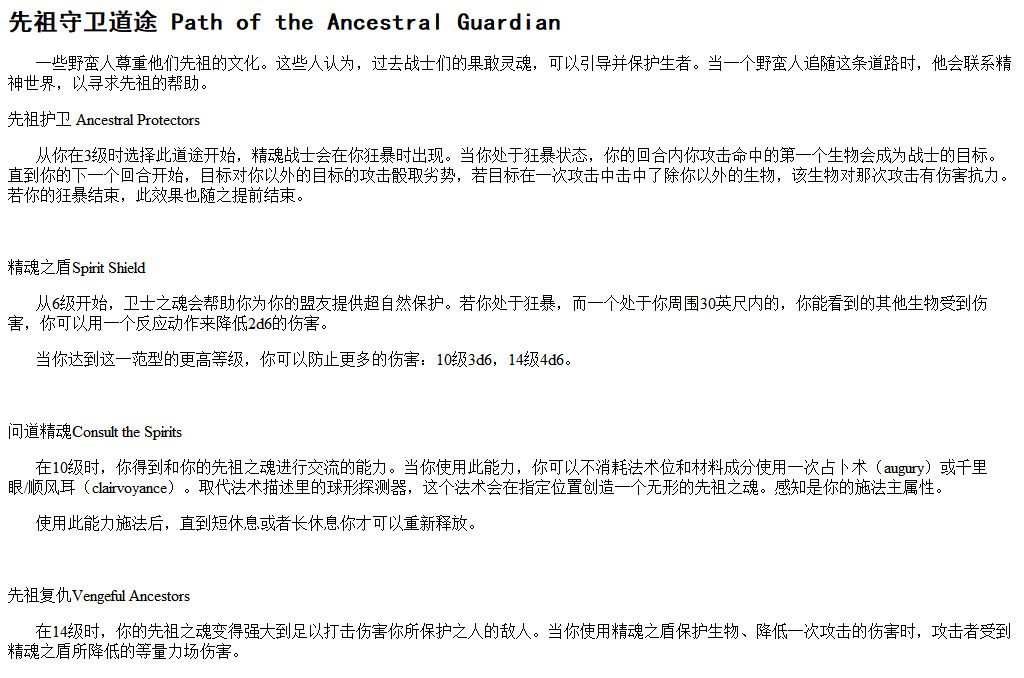 先祖守卫道途 Path of the Ancestral Guardian
一些野蛮人尊重他们先祖的文化。这些人认为，过去战士们的果敢灵魂，可以引导并保护生者。当一个野蛮人追随这条道路时，他会联系精
神世界，以寻求先祖的帮助。
先祖护卫 Ancestral Protectors
从你在3级时选择此道途开始，精魂战士会在你狂暴时出现。当你处于狂暴状态，你的回合内你攻击命中的第一个生物会成为战士的目标。
直到你的下一个回合开始，目标对你以外的目标的攻击骰取劣势，若目标在一次攻击中击中了除你以外的生物，该生物对那次攻击有伤害抗力。
若你的狂暴结束，此效果也随之提前结束。
精魂之盾Spirit Shield
从6级开始，卫士之魂会帮助你为你的盟友提供超自然保护。若你处于狂暴，而一个处于你周围30英尺内的，你能看到的其他生物受到伤
害，你可以用一个反应动作来降低2d6的伤害。
当你达到这一范型的更高等级，你可以防止更多的伤害：10级3d6，14级4d6。
问道精魂Consult the Spirits
在10级时，你得到和你的先祖之魂进行交流的能力。当你使用此能力，你可以不消耗法术位和材料成分使用一次占卜术（augury）或千里
眼/顺风耳（clairvoyance）。取代法术描述里的球形探测器，这个法术会在指定位置创造一个无形的先祖之魂。感知是你的施法主属性。
使用此能力施法后，直到短休息或者长休息你才可以重新释放。
先祖复仇Vengeful Ancestors
在14级时，你的先祖之魂变得强大到足以打击伤害你所保护之人的敌人。当你使用精魂之盾保护生物、降低一次攻击的伤害时，攻击者受到
精魂之盾所降低的等量力场伤害。